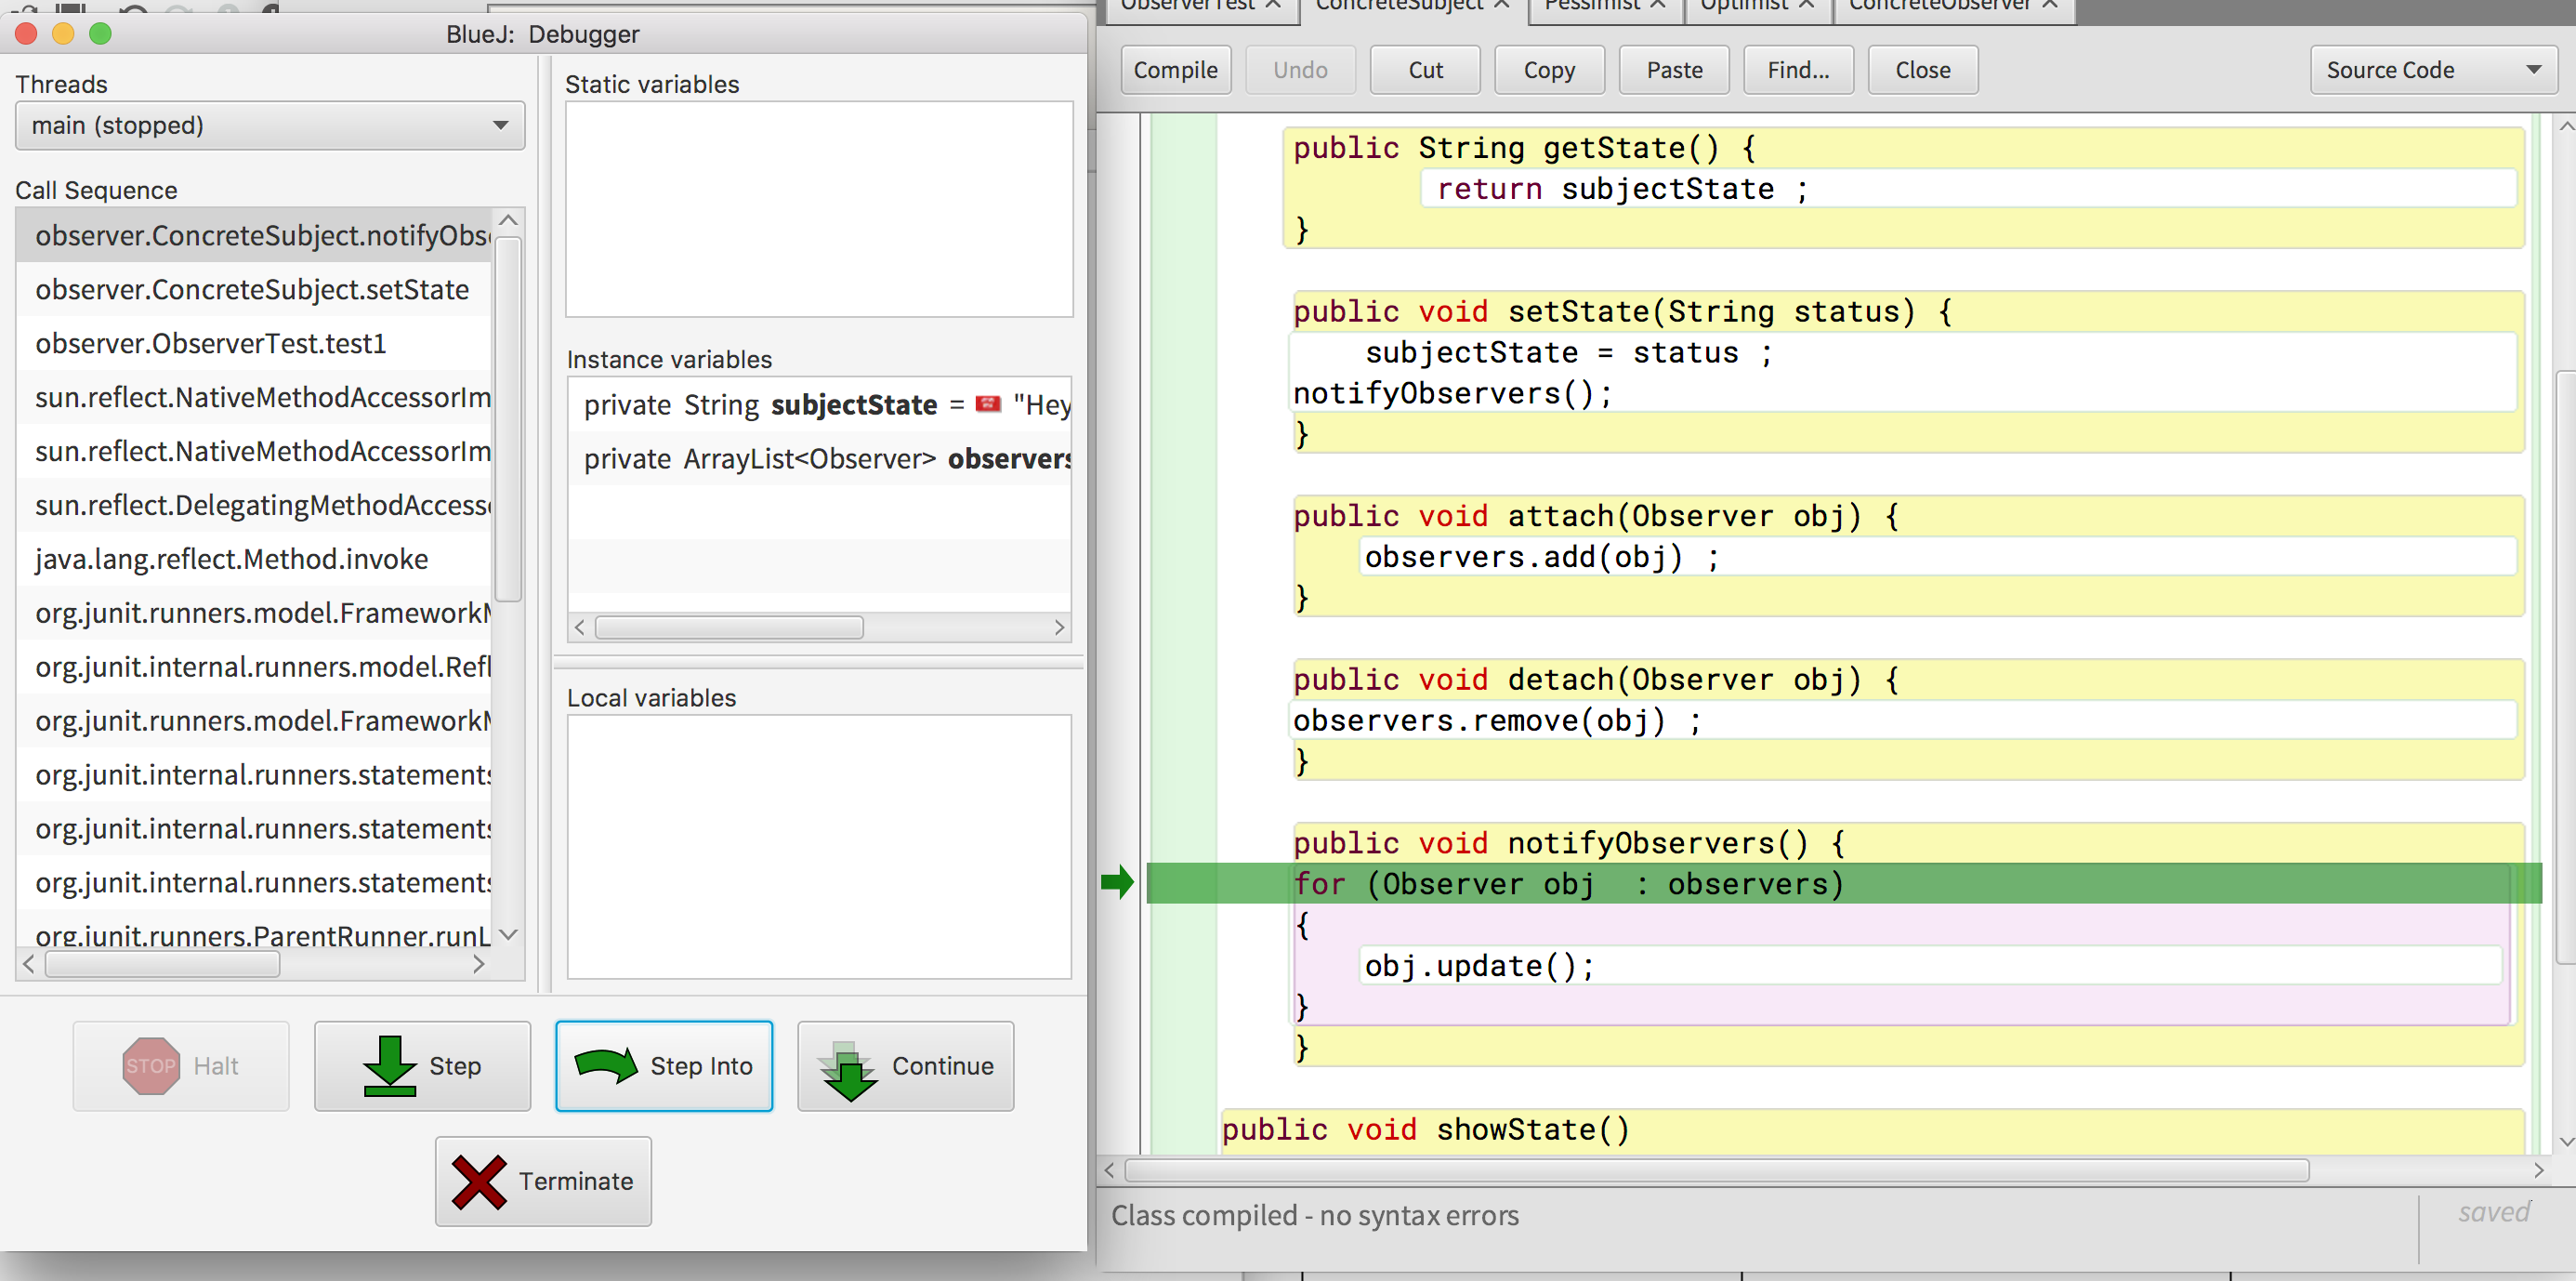 BlueJ: Debugger
Threads
main (stopped)
Call Sequence
observer.ConcreteSubject.notifyObs
observer.ConcreteSubject.setState
observer.ObserverTest.test1
sun.reflect.NativeMethodAccessorIm
sun.reflect.NativeMethodAccessorIm
sun.reflect.DelegatingMethodAccess
java.lang.reflect.Method.invoke
org.junit.runners.model.Framework
org.junit.internal.runners.model.Refl
org.junit.runners.model.Framework
org.junit.internal.runners.statements
org.junit.internal.runners.statements
org.junit.internal.runners.statements
org.junit.runners.ParentRunner.runL
Static variables
Instance variables
private String subjectState = "Hey
private ArrayList<Observer> observers
Local variables
STOP Halt
Step
Step Into
Continue
Terminate
ObserverTest ConcreteSubject Pessimist Optimist ConcreteObserver
Compile Undo Cut Copy Paste Find... Close Source Code
public String getState() {
return subjectState ;
}
public void setState(String status) {
subjectState = status ;
notifyObservers();
}
public void attach(Observer obj) {
observers.add(obj) ;
}
public void detach(Observer obj) {
observers.remove(obj) ;
}
public void notifyObservers() {
for (Observer obj : observers)
{
obj.update();
}
}
public void showState()
Class compiled - no syntax errors
saved